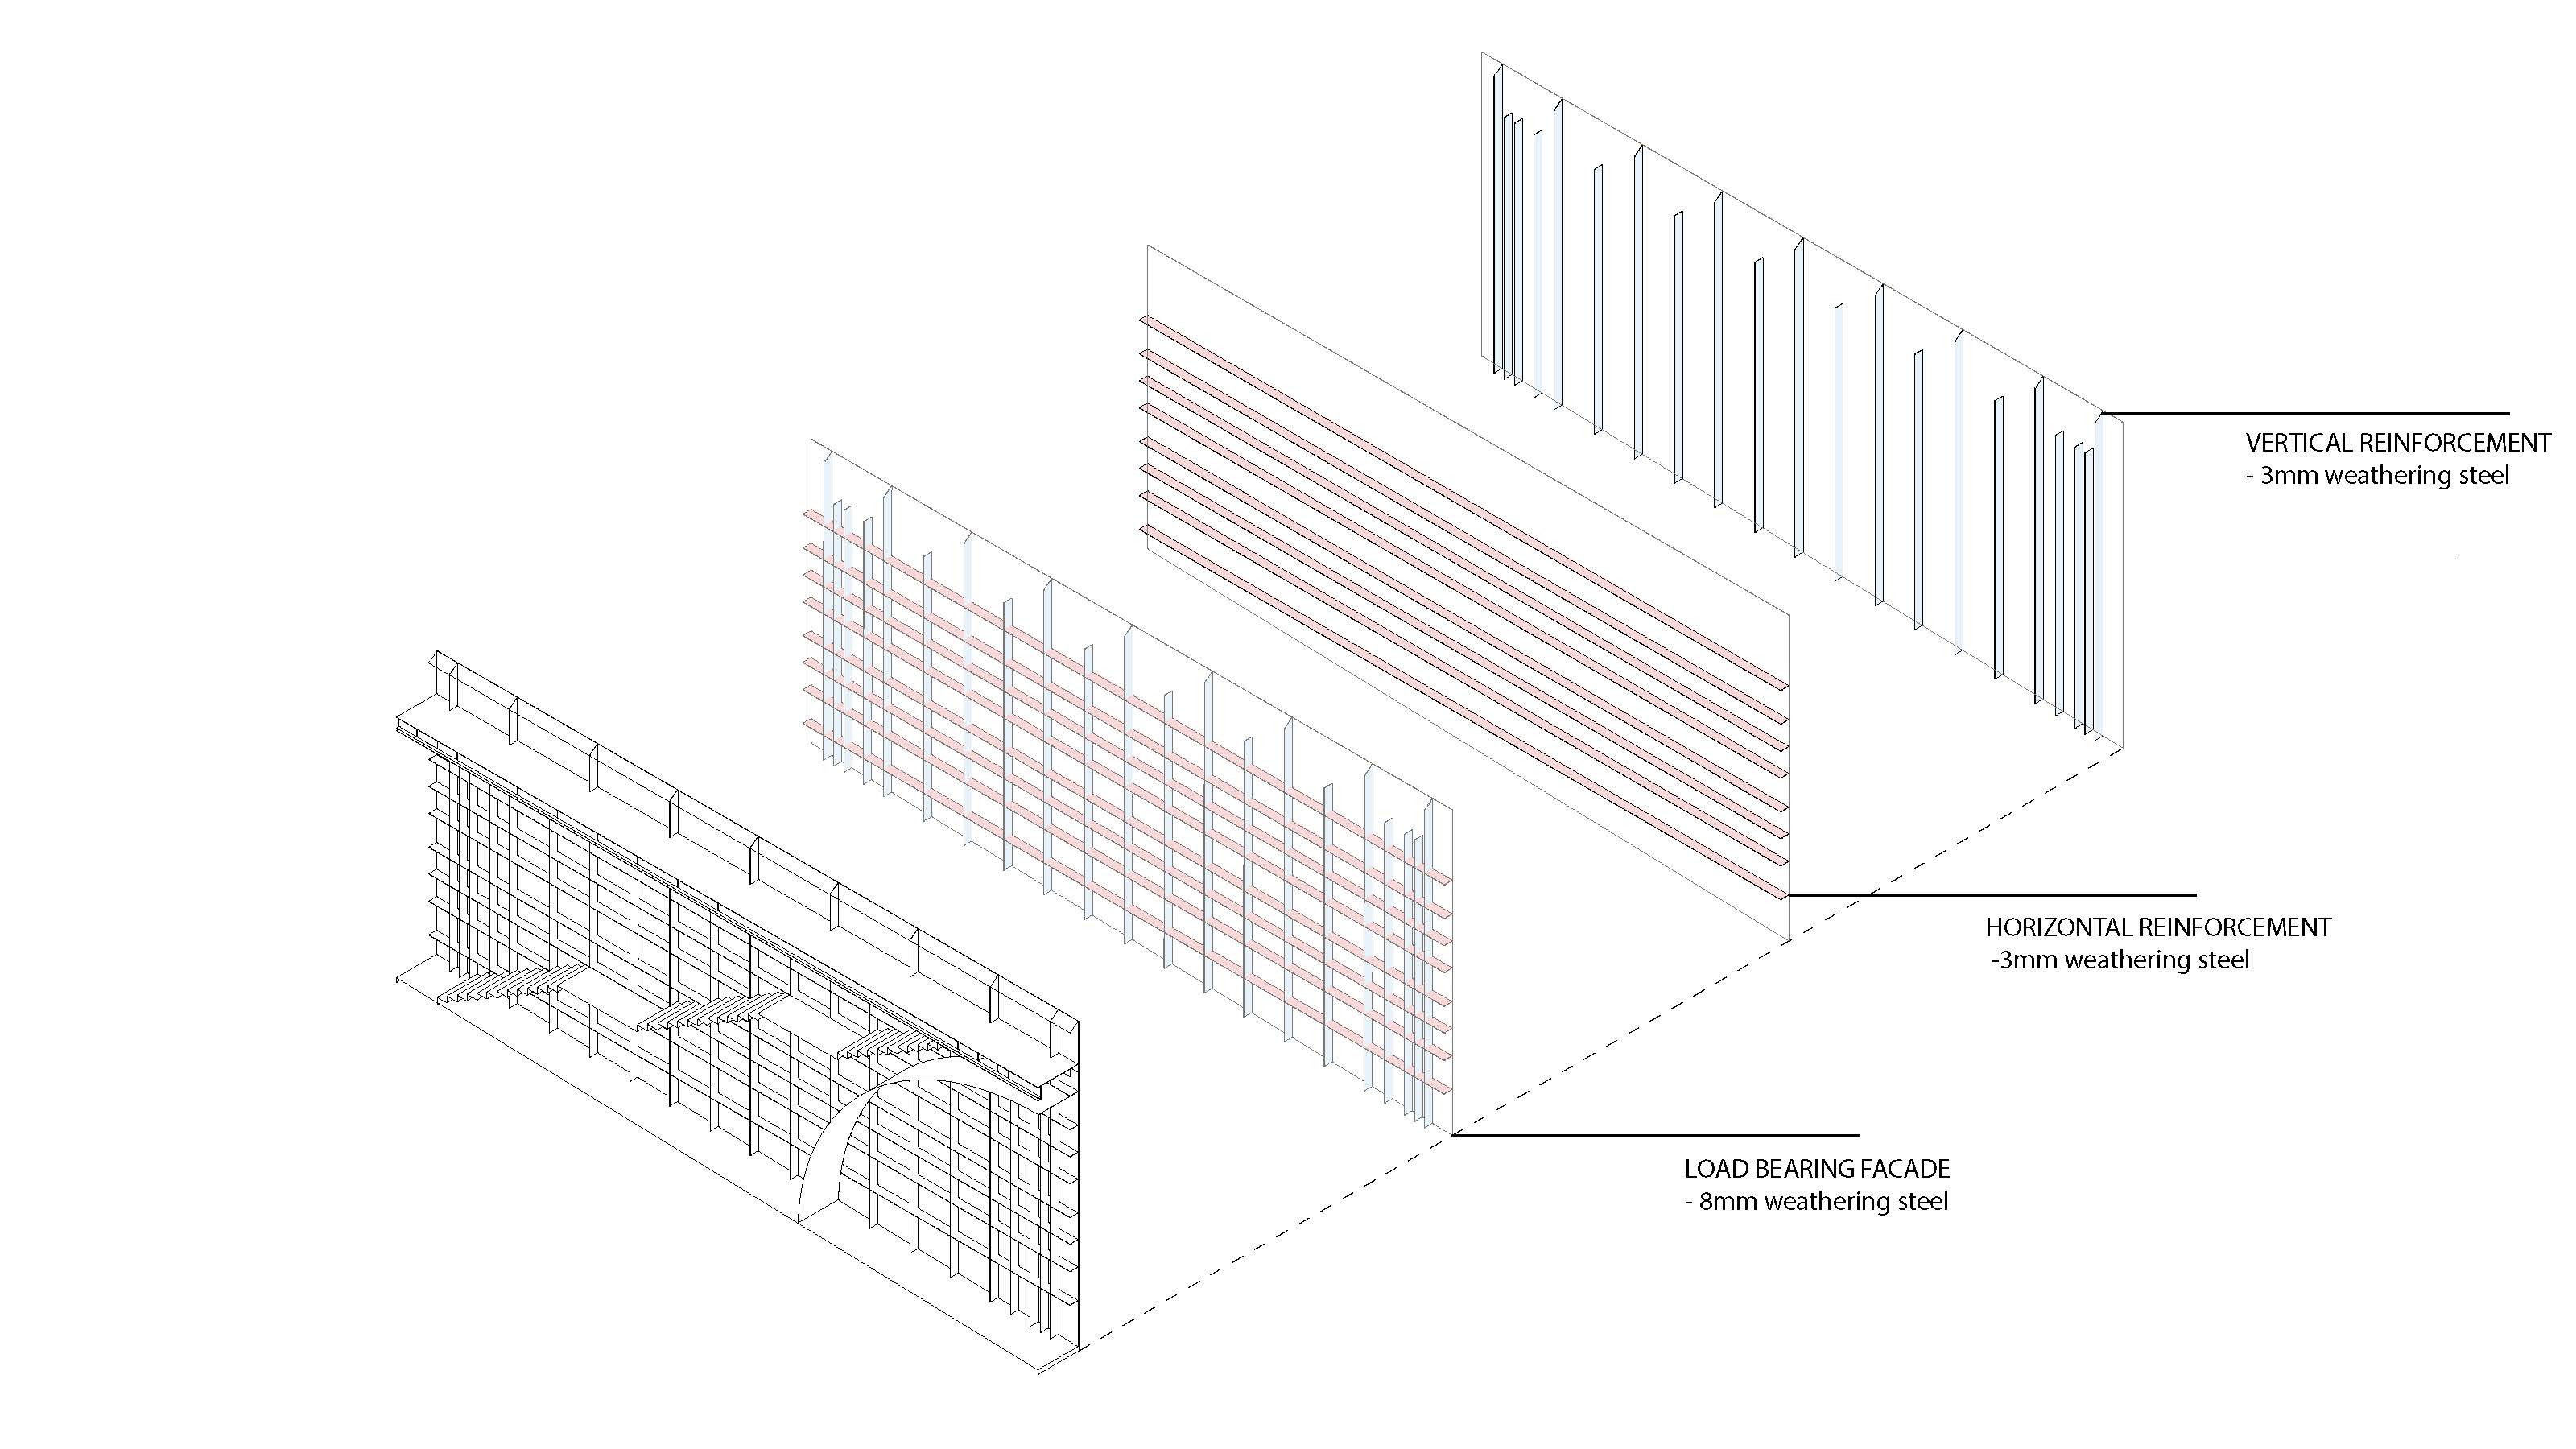 VERTICAL REINFORCEMENT
- 3mm weathering steel
HORIZONTAL REINFORCEMENT
-3mm weathering steel
LOAD BEARING FACADE
- 8mm weathering steel